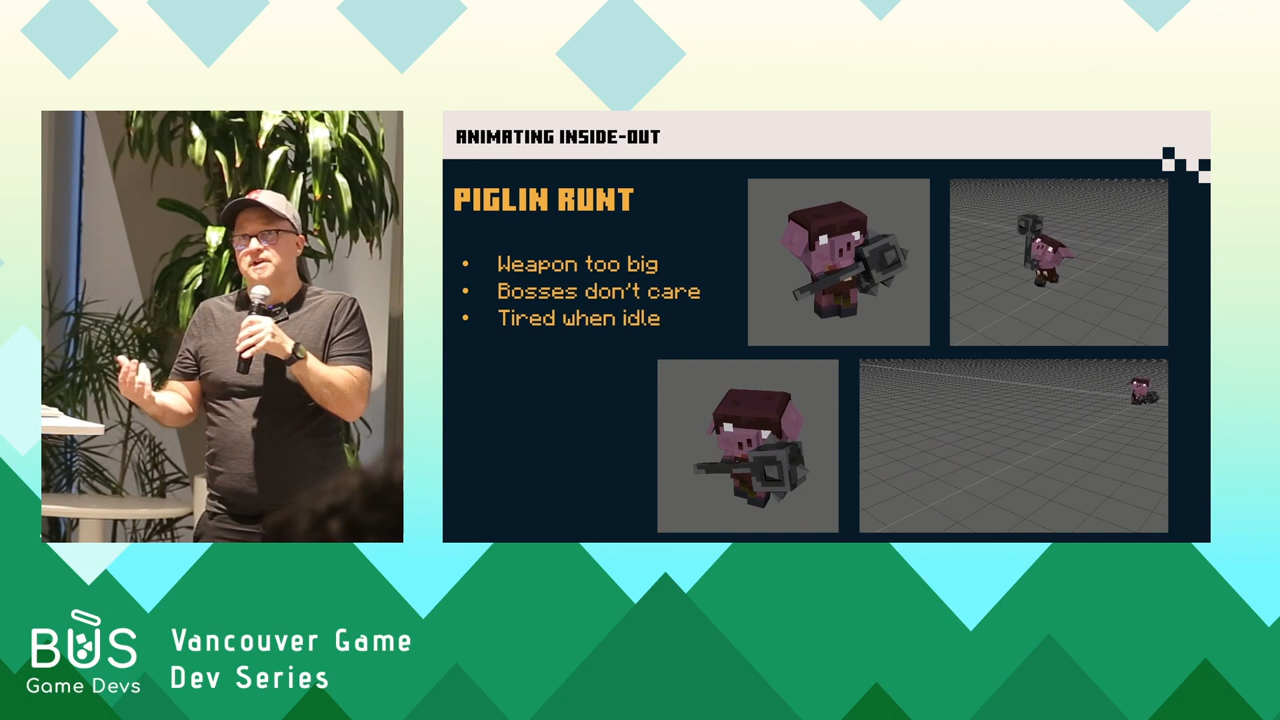 ANIMATING INSIDE-OUT
PIGLIN RUNT
• Weapon too big
• Bosses don't care
• Tired when idle
BUS
Game Devs
Vancouver Game
Dev Series